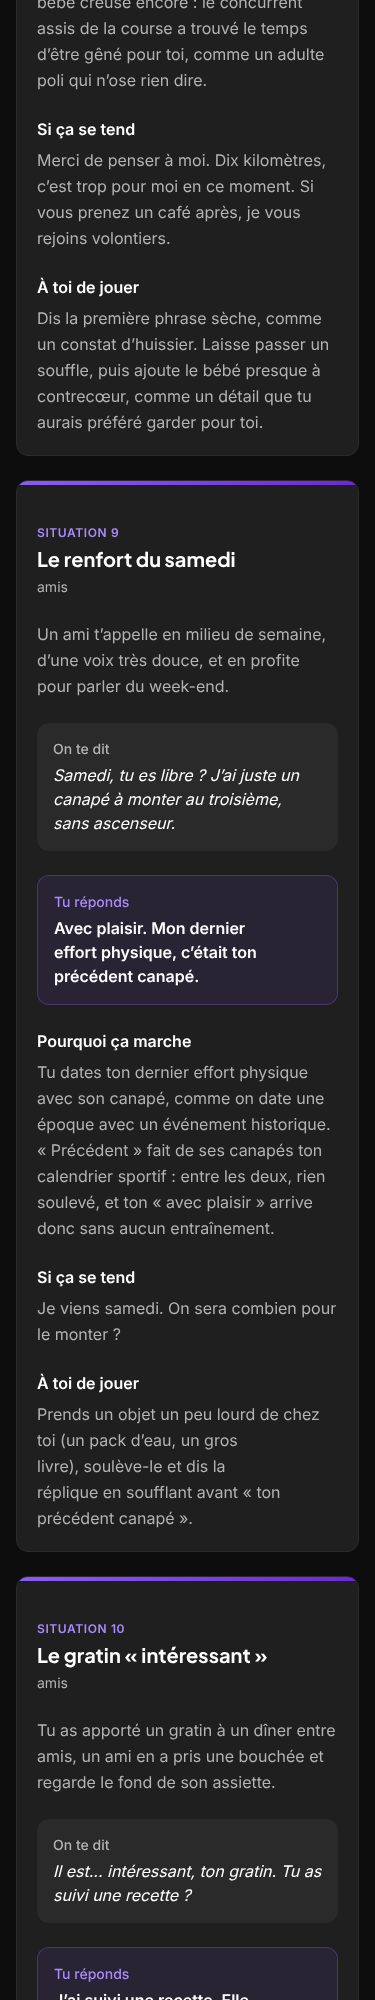 bébé creuse encore : le concurrent
assis de la course a trouvé le temps
d’être gêné pour toi, comme un adulte
poli qui n’ose rien dire.
Si ça se tend
Merci de penser à moi. Dix kilomètres,
c’est trop pour moi en ce moment. Si
vous prenez un café après, je vous
rejoins volontiers.
À toi de jouer
Dis la première phrase sèche, comme
un constat d’huissier. Laisse passer un
souffle, puis ajoute le bébé presque à
contrecœur, comme un détail que tu
aurais préféré garder pour toi.
SITUATION 9
Le renfort du samedi
amis
Un ami t’appelle en milieu de semaine,
d’une voix très douce, et en profite
pour parler du week-end.
On te dit
Samedi, tu es libre ? J’ai juste un
canapé à monter au troisième,
sans ascenseur.
Tu réponds
Avec plaisir. Mon dernier
effort physique, c’était ton
précédent canapé.
Pourquoi ça marche
Tu dates ton dernier effort physique
avec son canapé, comme on date une
époque avec un événement historique.
« Précédent » fait de ses canapés ton
calendrier sportif : entre les deux, rien
soulevé, et ton « avec plaisir » arrive
donc sans aucun entraînement.
Si ça se tend
Je viens samedi. On sera combien pour
le monter ?
À toi de jouer
Prends un objet un peu lourd de chez
toi (un pack d’eau, un gros
livre), soulève-le et dis la
réplique en soufflant avant « ton
précédent canapé ».
SITUATION 10
Le gratin « intéressant »
amis
Tu as apporté un gratin à un dîner entre
amis, un ami en a pris une bouchée et
regarde le fond de son assiette.
On te dit
Il est… intéressant, ton gratin. Tu as
suivi une recette ?
Tu réponds
J’ai suivi une recette. Elle